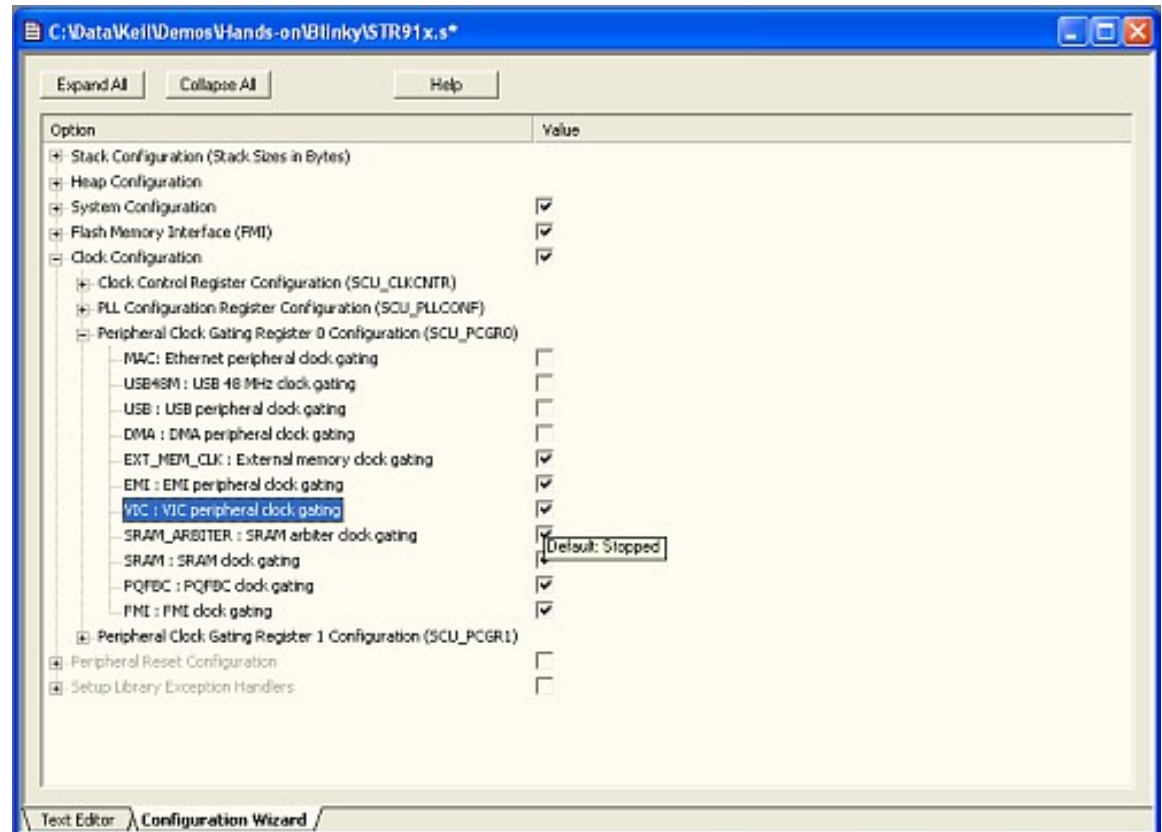 C:\Data\Keil\Demos\Hands-on\Blinky\STR91x.s*
Expand All Collapse All Help
Option Value
Stack Configuration (Stack Sizes in Bytes)
Heap Configuration
System Configuration
Flash Memory Interface (FMI)
Clock Configuration
Clock Control Register Configuration (SCU_CLKCNTR)
PLL Configuration Register Configuration (SCU_PLLCONF)
Peripheral Clock Gating Register 0 Configuration (SCU_PCGR0)
MAC: Ethernet peripheral clock gating
USB48M : USB 48 MHz clock gating
USB : USB peripheral clock gating
DMA : DMA peripheral clock gating
EXT_MEM_CLK : External memory clock gating
EMI : EMI peripheral clock gating
VIC : VIC peripheral clock gating
SRAM_ARBITER : SRAM arbiter clock gating
Default: Stopped
SRAM : SRAM clock gating
PQFBC : PQFBC clock gating
FMI : FMI clock gating
Peripheral Clock Gating Register 1 Configuration (SCU_PCGR1)
Peripheral Reset Configuration
Setup Library Exception Handlers
Text Editor Configuration Wizard